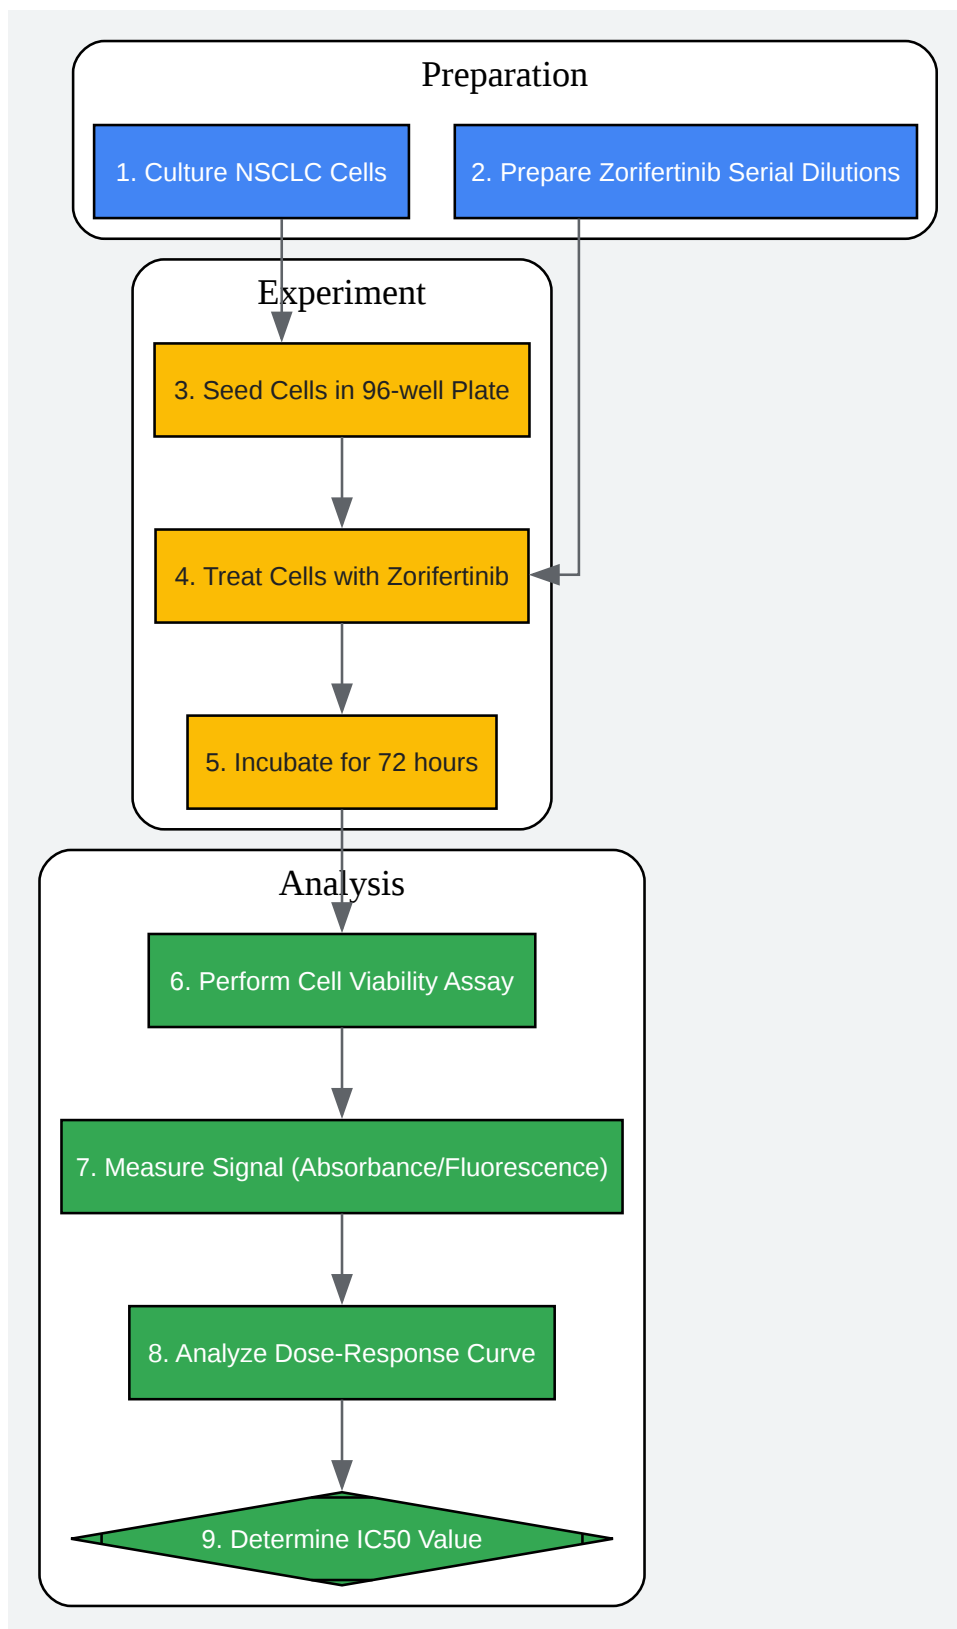 Preparation
1. Culture NSCLC Cells
2. Prepare Zorifertinib Serial Dilutions
Experiment
3. Seed Cells in 96-well Plate
4. Treat Cells with Zorifertinib
5. Incubate for 72 hours
Analysis
6. Perform Cell Viability Assay
7. Measure Signal (Absorbance/Fluorescence)
8. Analyze Dose-Response Curve
9. Determine IC50 Value